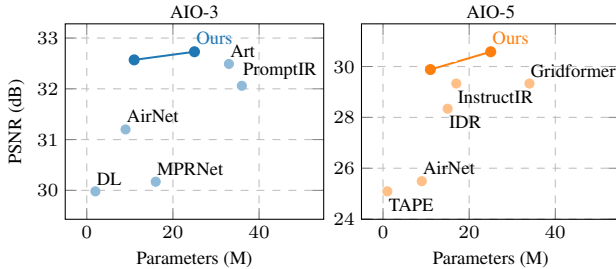 AIO-3
AIO-5
PSNR (dB)
33
32
31
30
Ours
Art
PromptIR
AirNet
DL
MPRNet
0
20
40
Parameters (M)
30
28
26
24
Ours
Gridformer
InstructIR
IDR
AirNet
TAPE
0
20
40
Parameters (M)